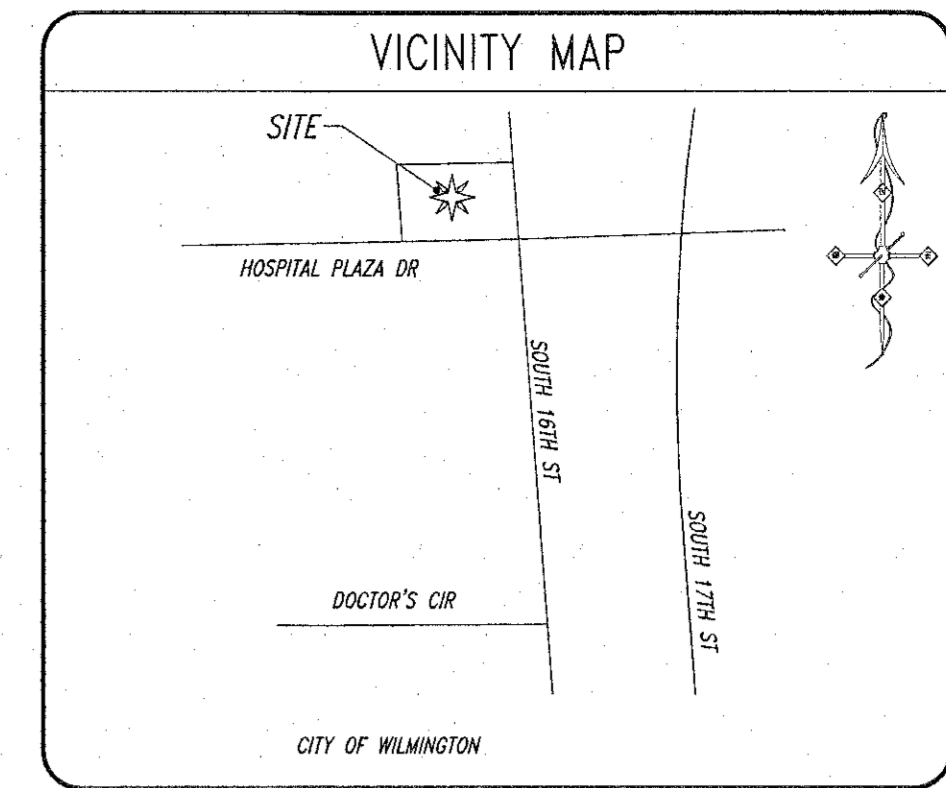 VICINITY MAP
SITE
HOSPITAL PLAZA DR
SOUTH 16TH ST
SOUTH 17TH ST
DOCTOR'S CIR
CITY OF WILMINGTON